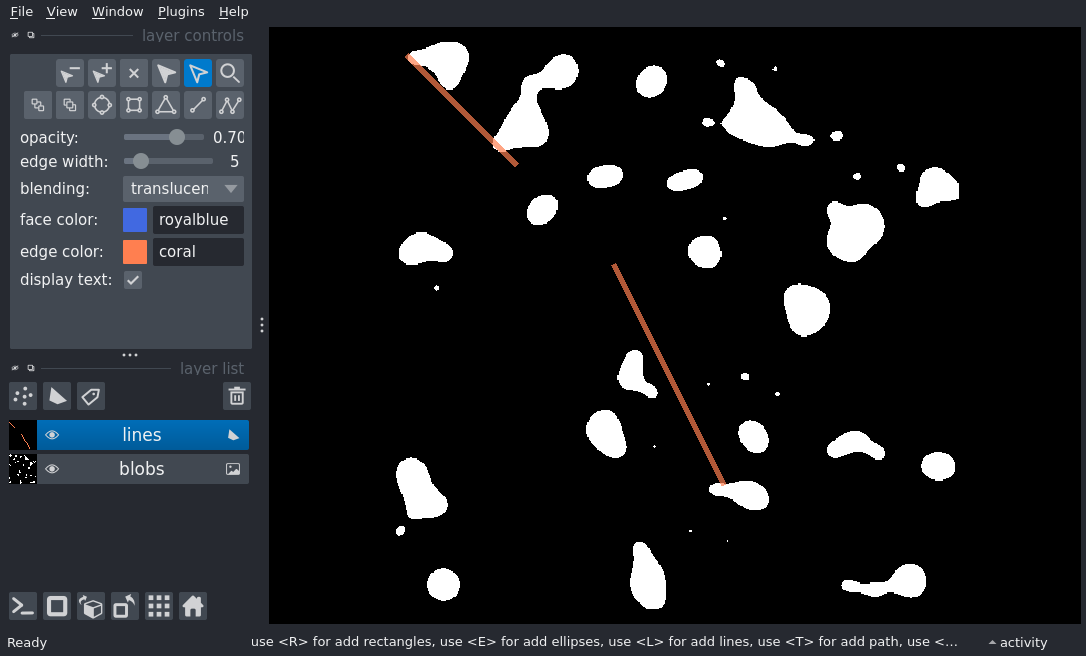 File View Window Plugins Help
layer controls
opacity: 0.70
edge width: 5
blending: translucen
face color: royalblue
edge color: coral
display text:
layer list
lines
blobs
Ready use <R> for add rectangles, use <E> for add ellipses, use <L> for add lines, use <T> for add path, use <... activity